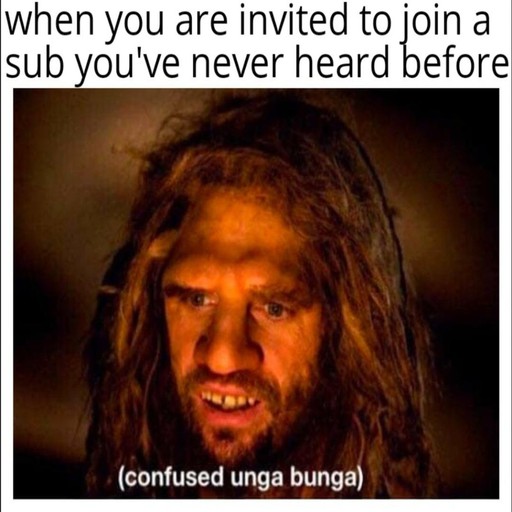 when you are invited to join a
sub you've never heard before
(confused unga bunga)